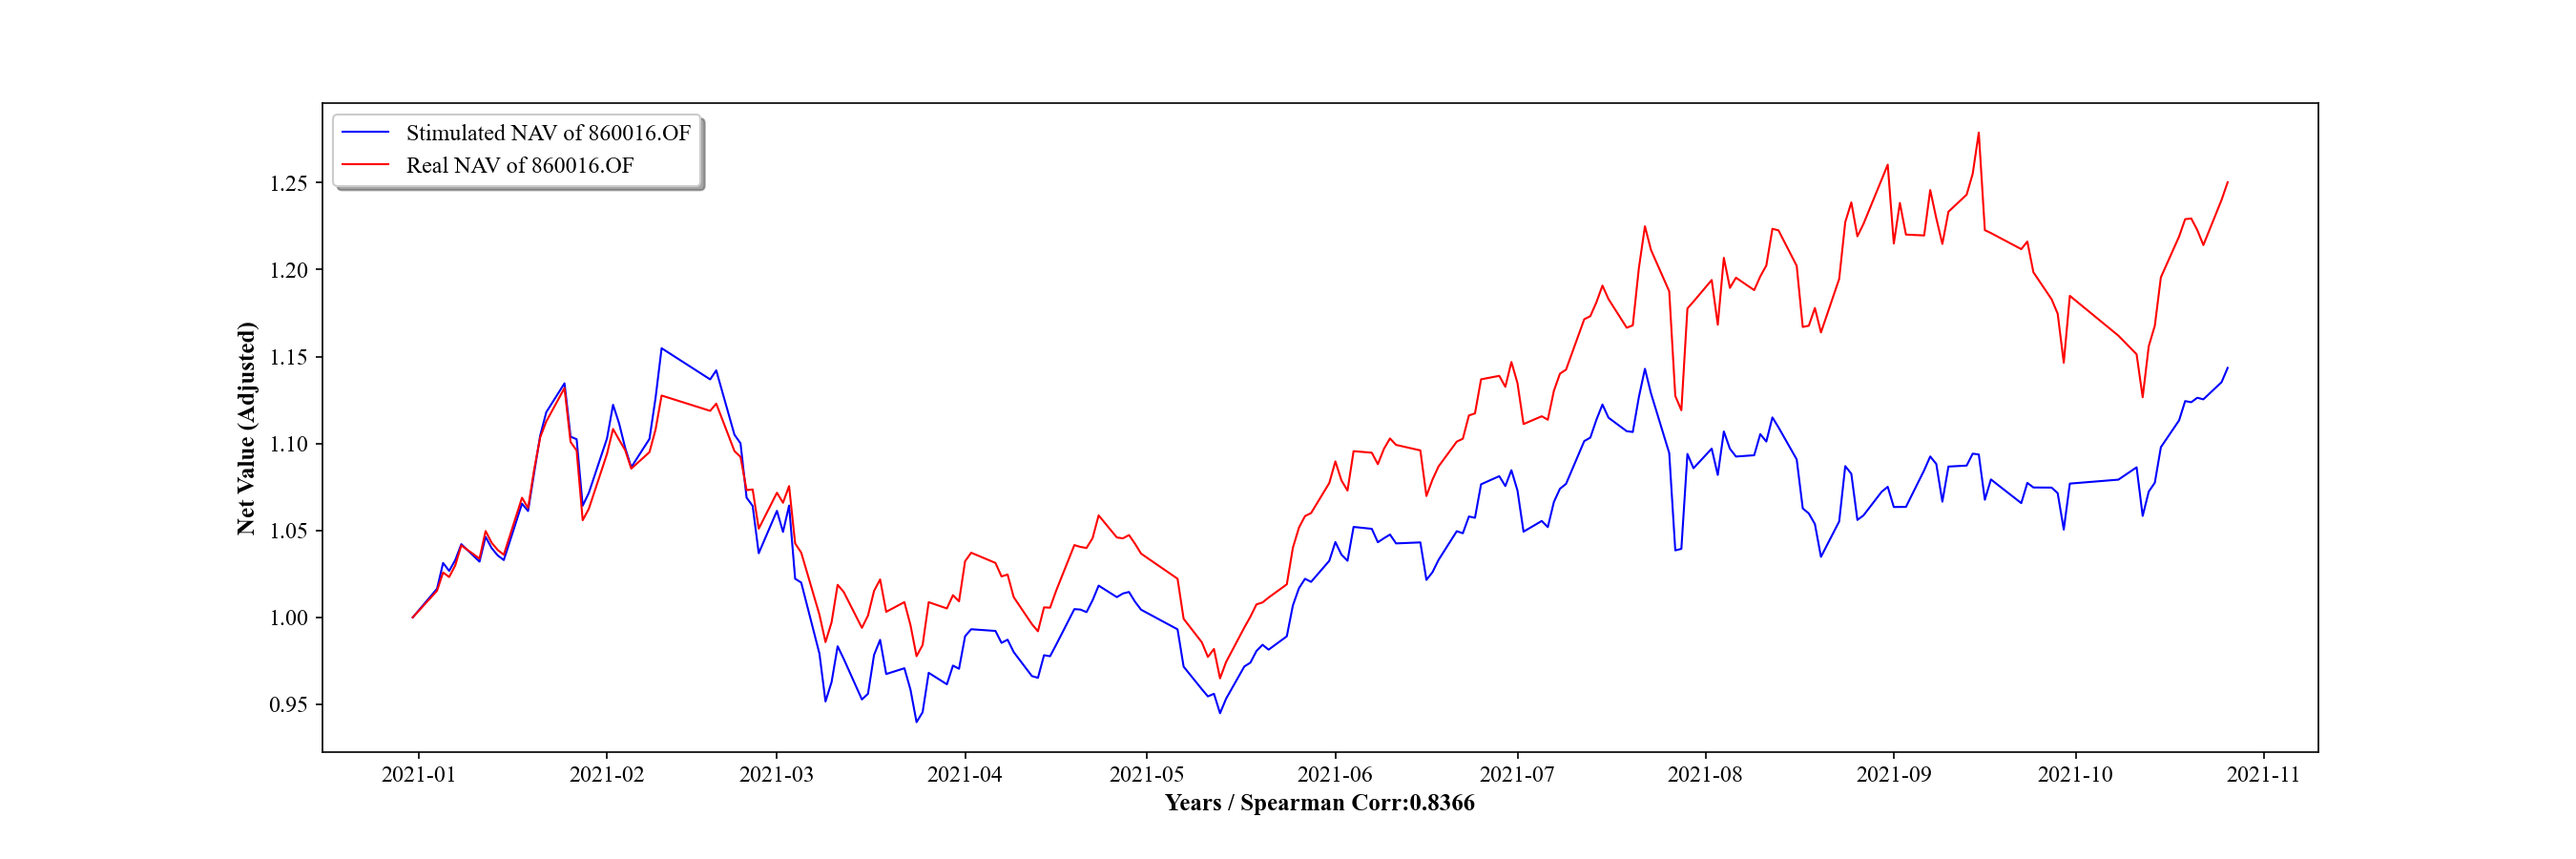 Stimulated NAV of 860016.OF
Real NAV of 860016.OF
Net Value (Adjusted)
1.25
1.20
1.15
1.10
1.05
1.00
0.95
2021-01 2021-02 2021-03 2021-04 2021-05 2021-06 2021-07 2021-08 2021-09 2021-10 2021-11
Years / Spearman Corr:0.8366